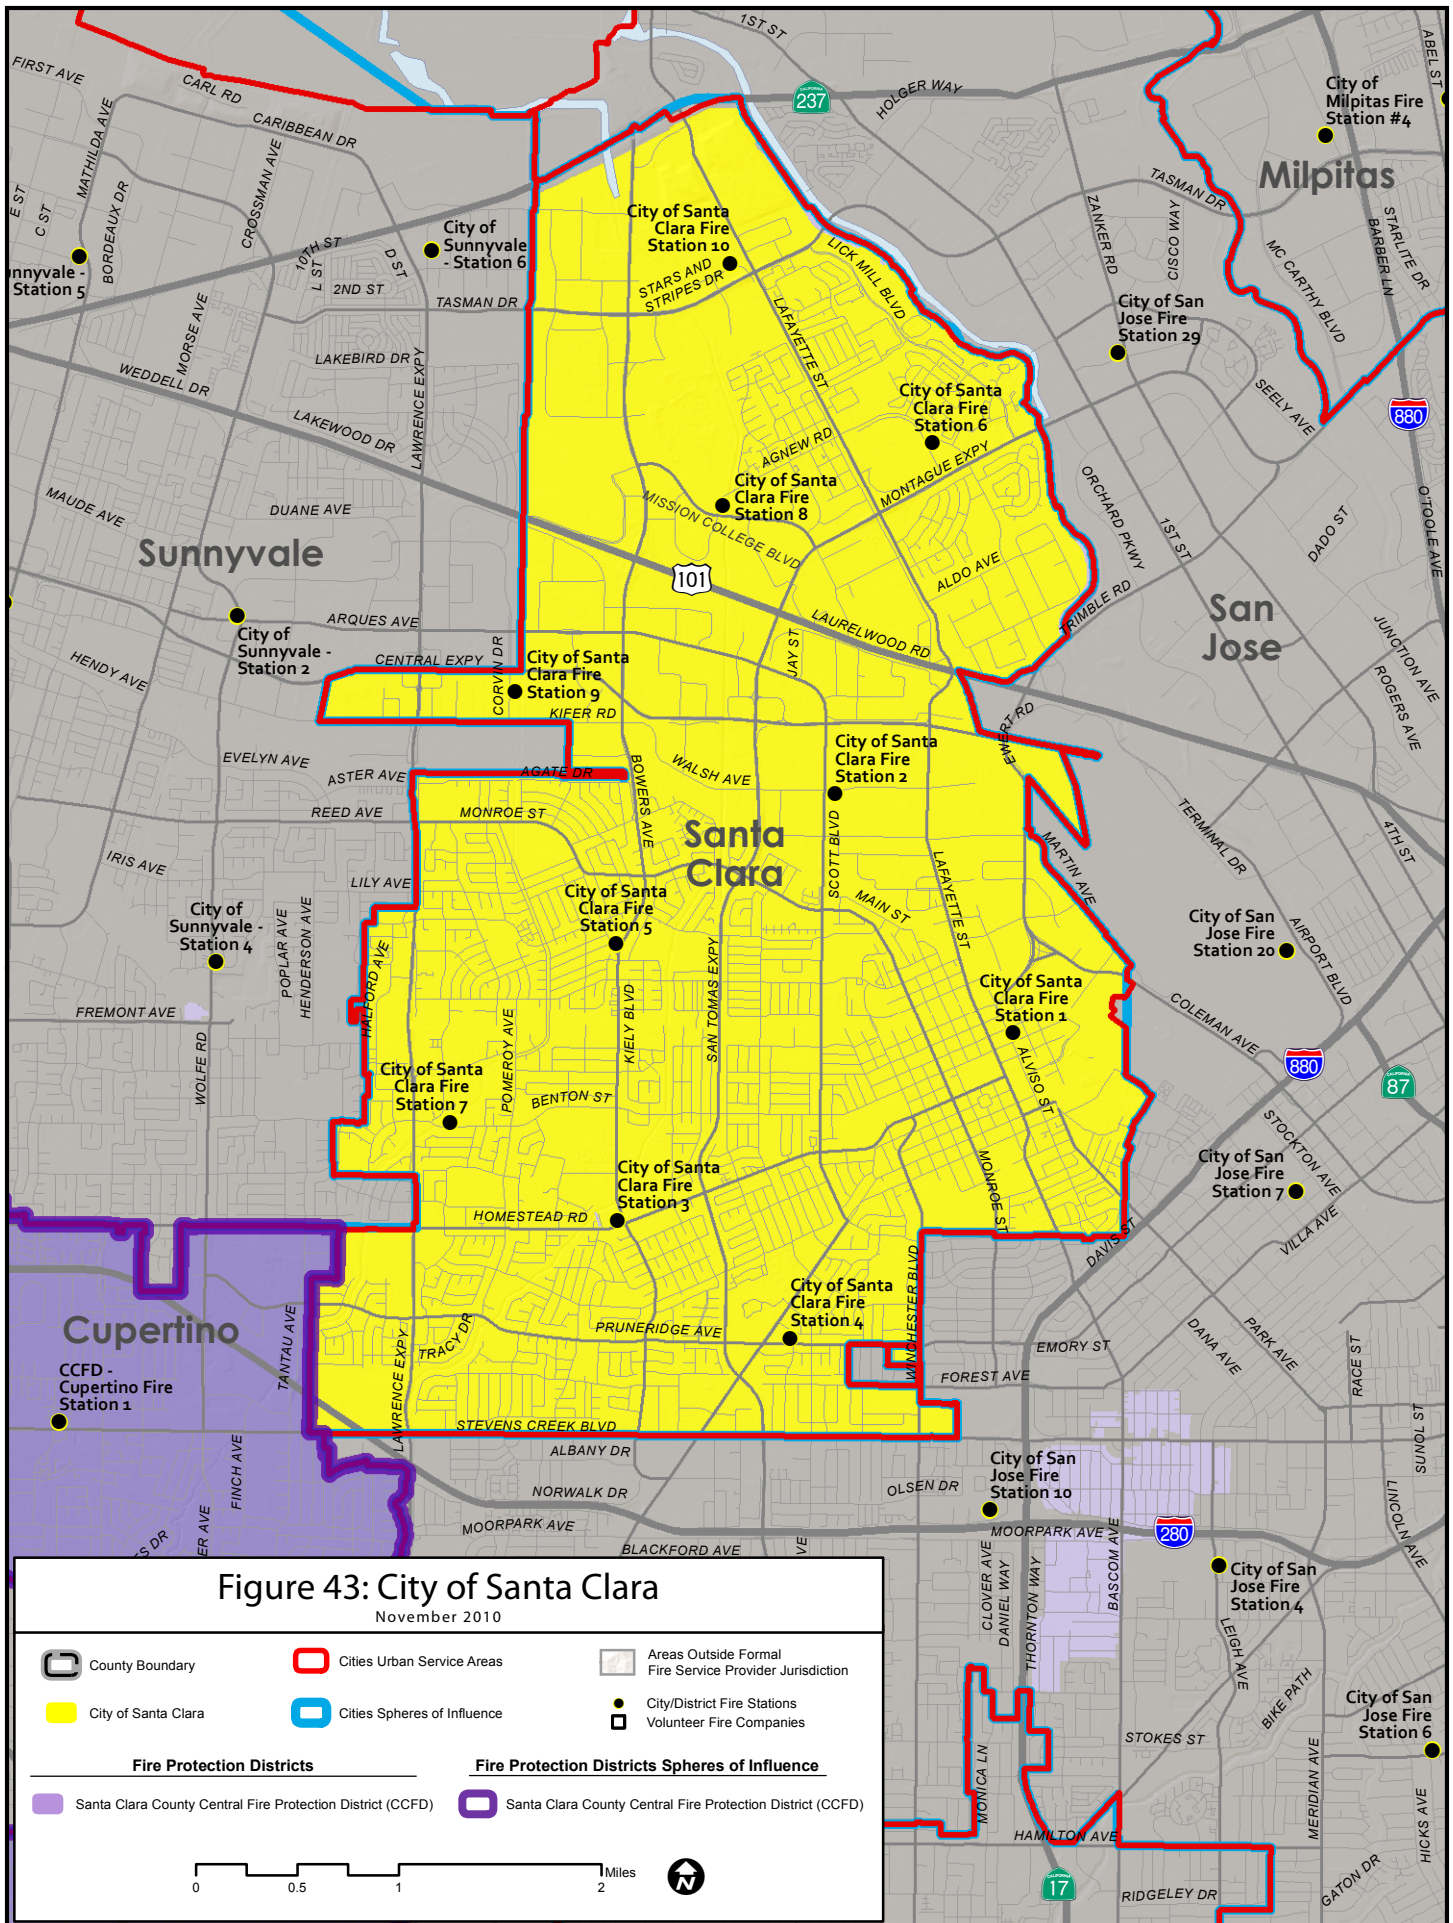 1ST ST
ABEL ST
FIRST AVE
CARL RD
237
HOLGER WAY
City of
Milpitas Fire
Station #4
MATHILDA AVE
CARIBBEAN DR
CROSSMAN AVE
Milpitas
TASMAN DR
E ST
C ST
BORDEAUX DR
City of
Sunnyvale
- Station 6
City of Santa
Clara Fire
Station 10
ZANKER RD
CISCO WAY
STARLITE DR
BARBER LN
10TH ST
L ST
D ST
2ND ST
unnyvale -
Station 5
STARS AND
STRIPES DR
LICK MILL BLVD
MC CARTHY BLVD
TASMAN DR
City of San
Jose Fire
Station 29
MORSE AVE
LAFAYETTE ST
LAKEBIRD DR
WEDDELL DR
LAWRENCE EXPY
LAKEWOOD DR
City of Santa
Clara Fire
Station 6
SEELY AVE
880
AGNEW RD
MONTAGUE EXPY
City of Santa
Clara Fire
Station 8
ORCHARD PKWY
MAUDE AVE
DUANE AVE
MISSION COLLEGE BLVD
1ST ST
DADO ST
O'TOOLE AVE
Sunnyvale
101
ALDO AVE
TRIMBLE RD
San
Jose
ARQUES AVE
LAURELWOOD RD
City of
Sunnyvale -
Station 2
JAY ST
JUNCTION AVE
ROGERS AVE
HENDY AVE
CENTRAL EXPY
CORVIN DR
City of Santa
Clara Fire
Station 9
KIFER RD
EWERT RD
EVELYN AVE
ASTER AVE
AGATE DR
BOWERS AVE
WALSH AVE
City of Santa
Clara Fire
Station 2
REED AVE
MONROE ST
TERMINAL DR
4TH ST
Santa
Clara
SCOTT BLVD
MARTIN AVE
IRIS AVE
LILY AVE
LAFAYETTE ST
MAIN ST
City of Santa
Clara Fire
Station 5
City of
Sunnyvale -
Station 4
POPLAR AVE
HENDERSON AVE
HALFORD AVE
SAN TOMAS EXPY
City of San
Jose Fire
Station 20
AIRPORT BLVD
City of Santa
Clara Fire
Station 1
COLEMAN AVE
FREMONT AVE
WOLFE RD
POMEROY AVE
KIELY BLVD
ALVISO ST
880
87
City of Santa
Clara Fire
Station 7
BENTON ST
STOCKTON AVE
City of Santa
Clara Fire
Station 3
City of San
Jose Fire
Station 7
MONROE ST
HOMESTEAD RD
DAVIS ST
VILLA AVE
WINCHESTER BLVD
City of Santa
Clara Fire
Station 4
Cupertino
TANTAU AVE
LAWRENCE EXPY
TRACY DR
PRUNERIDGE AVE
EMORY ST
DANA AVE
PARK AVE
RACE ST
CCFD -
Cupertino Fire
Station 1
FOREST AVE
STEVENS CREEK BLVD
ALBANY DR
SUNOL ST
FINCH AVE
City of San
Jose Fire
Station 10
OLSEN DR
NORWALK DR
LINCOLN AVE
MOORPARK AVE
MOORPARK AVE
280
BLACKFORD AVE
VE
ER AVE
ES DR
BASCOM AVE
CLOVER AVE
DANIEL WAY
THORNTON WAY
City of San
Jose Fire
Station 4
LEIGH AVE
BIKE PATH
City of San
Jose Fire
Station 6
STOKES ST
MONICA LN
MERIDIAN AVE
HICKS AVE
HAMILTON AVE
17
RIDGELEY DR
GATON DR
Figure 43: City of Santa Clara
November 2010
County Boundary
Cities Urban Service Areas
Areas Outside Formal
Fire Service Provider Jurisdiction
City of Santa Clara
Cities Spheres of Influence
City/District Fire Stations
Volunteer Fire Companies
Fire Protection Districts
Fire Protection Districts Spheres of Influence
Santa Clara County Central Fire Protection District (CCFD)
Santa Clara County Central Fire Protection District (CCFD)
Miles
0 0.5 1 2
N